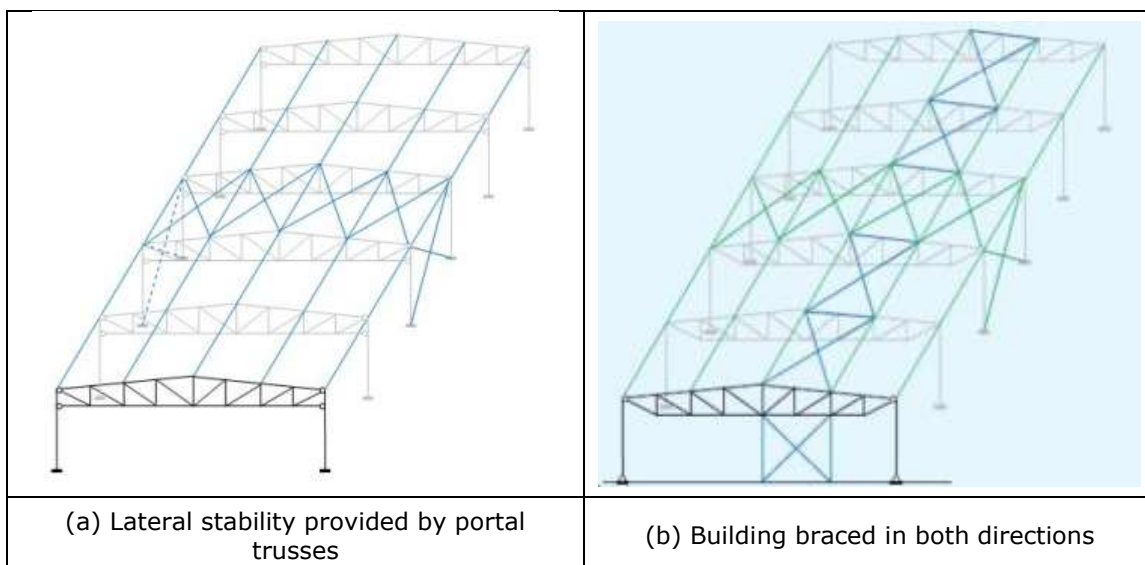 (a) Lateral stability provided by portal
trusses
(b) Building braced in both directions